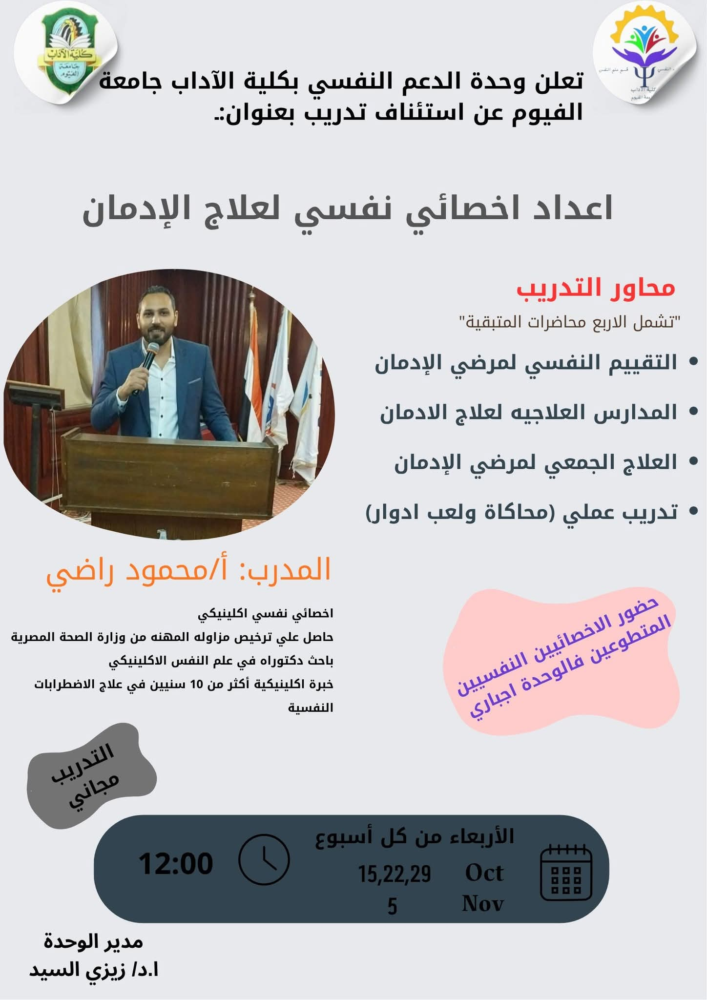 كلية الآداب
جامعة
الفيوم
قسم علم النفس
كلية الآداب
تعلن وحدة الدعم النفسي بكلية الآداب جامعة
الفيوم عن استئناف تدريب بعنوان:ـ
اعداد اخصائي نفسي لعلاج الإدمان
محاور التدريب
"تشمل الاربع محاضرات المتبقية"
• التقييم النفسي لمرضي الإدمان
• المدارس العلاجيه لعلاج الادمان
• العلاج الجمعي لمرضي الإدمان
• تدريب عملي (محاكاة ولعب ادوار)
المدرب: أ/محمود راضي
اخصائي نفسي اكلينيكي
حاصل علي ترخيص مزاوله المهنه من وزارة الصحة المصرية
باحث دكتوراه في علم النفس الاكلينيكي
خبرة اكلينيكية أكثر من 10 سنيين في علاج الاضطرابات
النفسية
حضور الاخصائيين النفسيين
المتطوعين فالوحدة اجباري
التدريب
مجاني
الأربعاء من كل أسبوع
Oct 15,22,29
Nov 5
12:00
مدير الوحدة
ا.د/ زيزي السيد